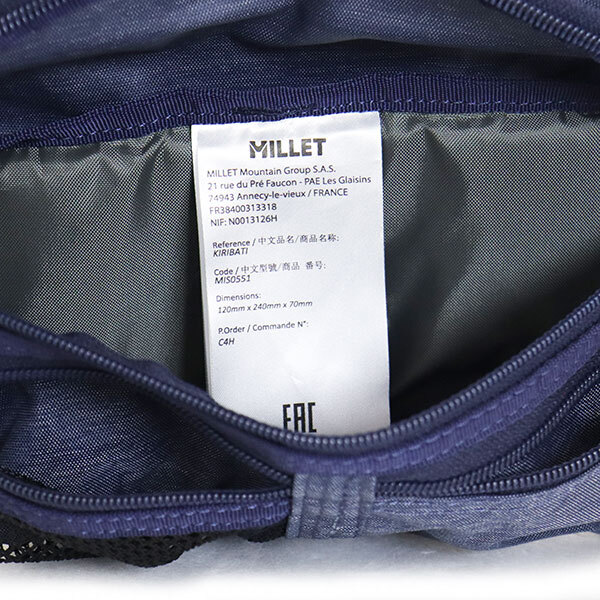 MILLET
MILLET Mountain Group S.A.S.
21 rue du Pré Faucon - PAE Les Glaisins
74943 Annecy-le-vieux / FRANCE
FR38400313318
NIF: N0013126H
Reference / 中文品名/商品名称:
KIRIBATI
Code / 中文型號/商品 番号:
MIS0551
Dimensions:
120mm x 240mm x 70mm
P.Order / Commande N°:
C4H
EAC